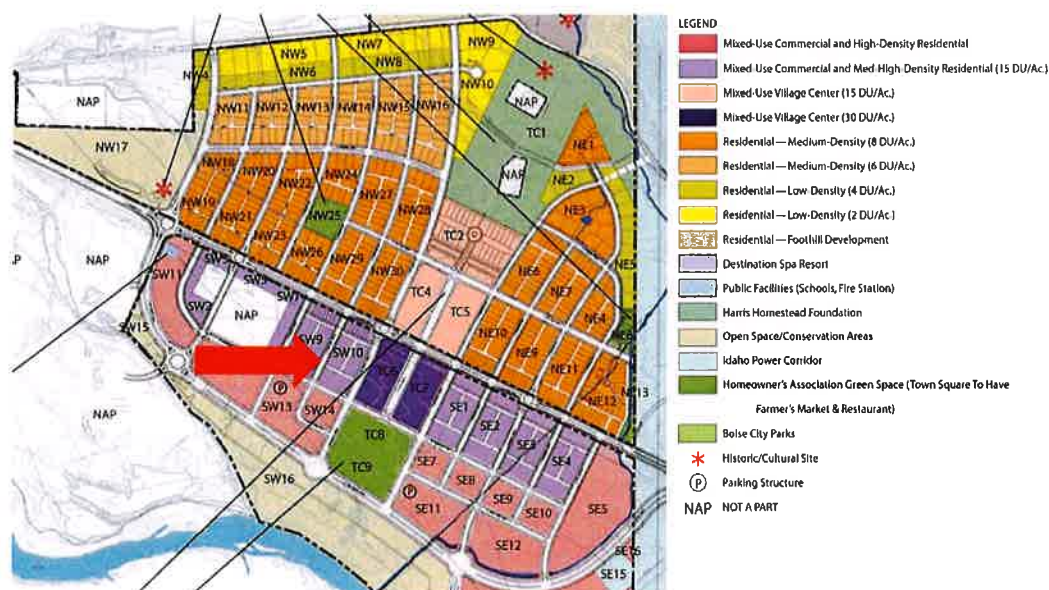 NW9
NW7
NW5
NW8
NW4
NW6
NW10
NAP
NAP
NW11
NW12
NW13
NW14
NW15
NW16
TC1
NW17
NE1
NW18
NW20
NW24
NAP
NW22
NW27
NE2
NW19
NW21
NW25
NW28
NE3
NW23
TC2
P
NW26
NW29
NW30
NE5
NE6
NAP
SW11
TC4
NE7
SW2
NAP
TC5
NE4
SW15
SW9
NE10
SW10
NE9
TC7
NE11
NE13
NAP
P
SW13
SW14
SE1
NE12
SE2
TC8
SE3
SE4
SE7
TC9
SE8
SW16
P
SE9
SE11
SE10
SE5
SE12
SE15
LEGEND
Mixed-Use Commercial and High-Density Residential
Mixed-Use Commercial and Med-High-Density Residential (15 DU/Ac.)
Mixed-Use Village Center (15 DU/Ac.)
Mixed-Use Village Center (30 DU/Ac.)
Residential — Medium-Density (8 DU/Ac.)
Residential — Medium-Density (6 DU/Ac.)
Residential — Low-Density (4 DU/Ac.)
Residential — Low-Density (2 DU/Ac.)
Residential — Foothill Development
Destination Spa Resort
Public Facilities (Schools, Fire Station)
Harris Homestead Foundation
Open Space/Conservation Areas
Idaho Power Corridor
Homeowner's Association Green Space (Town Square To Have
Farmer's Market & Restaurant)
Boise City Parks
Historic/Cultural Site
P Parking Structure
NAP NOT A PART